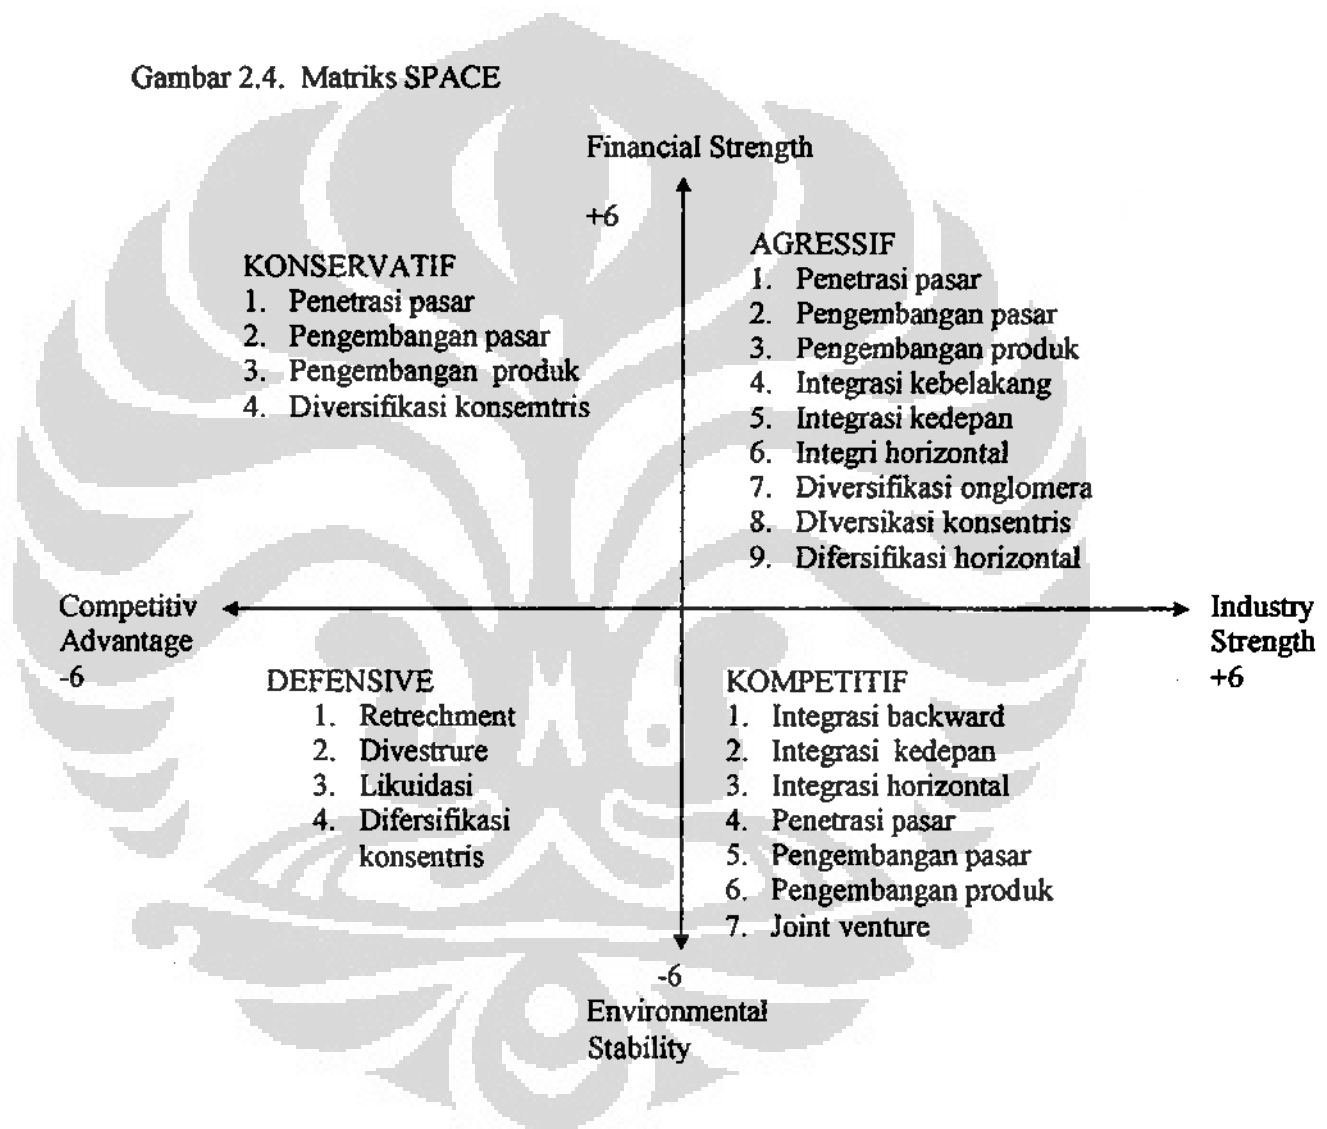 Gambar 2.4. Matriks SPACE
Financial Strength
+6
KONSERVATIF
1. Penetrasi pasar
2. Pengembangan pasar
3. Pengembangan produk
4. Diversifikasi konsemtris
AGRESSIF
1. Penetrasi pasar
2. Pengembangan pasar
3. Pengembangan produk
4. Integrasi kebelakang
5. Integrasi kedepan
6. Integri horizontal
7. Diversifikasi onglomera
8. DIversikasi konsentris
9. Difersifikasi horizontal
Competitiv
Advantage
-6
Industry
Strength
+6
DEFENSIVE
1. Retrechment
2. Divestrure
3. Likuidasi
4. Difersifikasi
konsentris
KOMPETITIF
1. Integrasi backward
2. Integrasi kedepan
3. Integrasi horizontal
4. Penetrasi pasar
5. Pengembangan pasar
6. Pengembangan produk
7. Joint venture
-6
Environmental
Stability